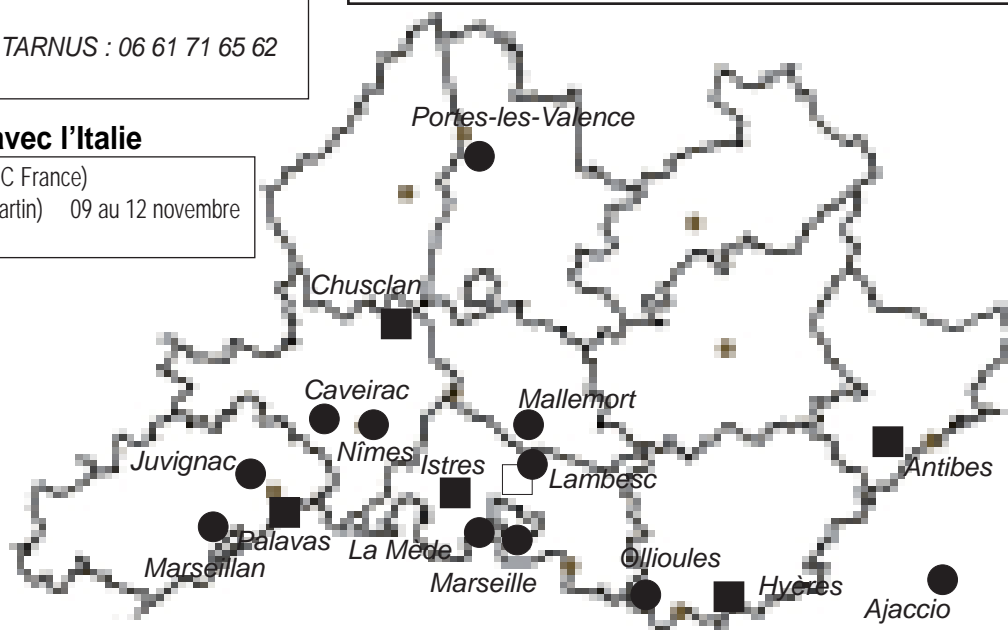 TARNUS : 06 61 71 65 62
avec l'Italie
C France)
artin) 09 au 12 novembre
Portes-les-Valence
Chusclan
Caveirac
Mallemort
Nîmes
Juvignac
Istres
Lambesc
Antibes
Palavas
La Mède
Marseillan
Marseille
Ollioules
Hyères
Ajaccio